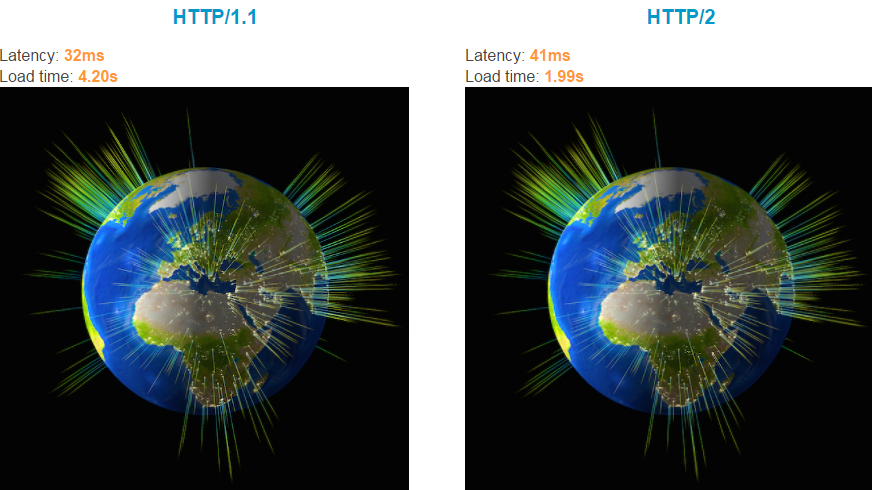 HTTP/1.1
Latency: 32ms
Load time: 4.20s
HTTP/2
Latency: 41ms
Load time: 1.99s